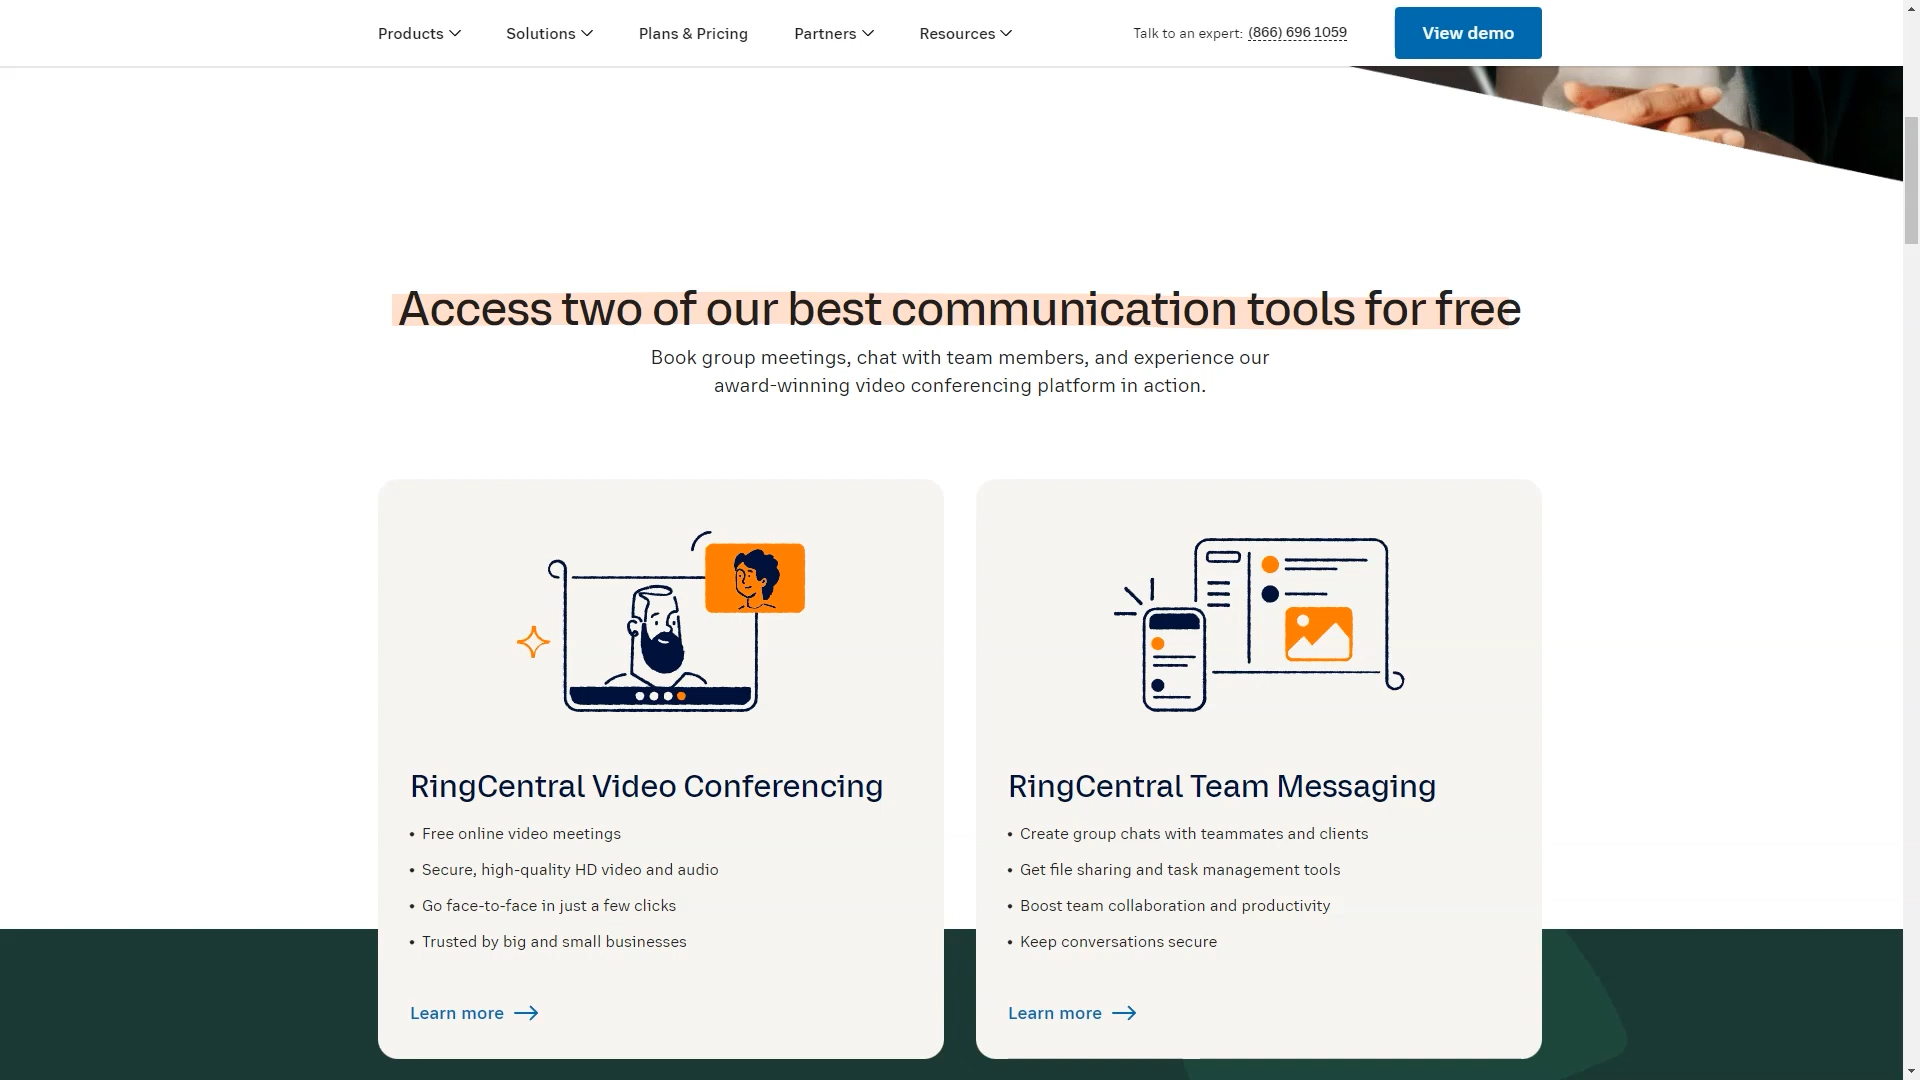 Products
Solutions
Plans & Pricing
Partners
Resources
Talk to an expert: (866) 696 1059
View demo
Access two of our best communication tools for free
Book group meetings, chat with team members, and experience our
award-winning video conferencing platform in action.
RingCentral Video Conferencing
• Free online video meetings
• Secure, high-quality HD video and audio
• Go face-to-face in just a few clicks
• Trusted by big and small businesses
Learn more
RingCentral Team Messaging
• Create group chats with teammates and clients
• Get file sharing and task management tools
• Boost team collaboration and productivity
• Keep conversations secure
Learn more